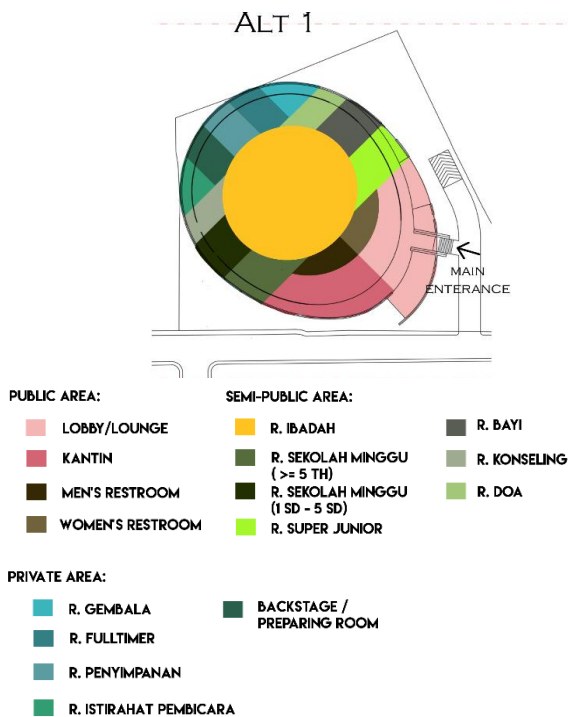 ALT 1
MAIN
ENTERANCE
PUBLIC AREA:
LOBBY/LOUNGE
KANTIN
MEN'S RESTROOM
WOMEN'S RESTROOM
SEMI-PUBLIC AREA:
R. IBADAH
R. SEKOLAH MINGGU
( >= 5 TH)
R. SEKOLAH MINGGU
(1 SD - 5 SD)
R. SUPER JUNIOR
R. BAYI
R. KONSELING
R. DOA
PRIVATE AREA:
R. GEMBALA
R. FULLTIMER
R. PENYIMPANAN
R. ISTIRAHAT PEMBICARA
BACKSTAGE /
PREPARING ROOM